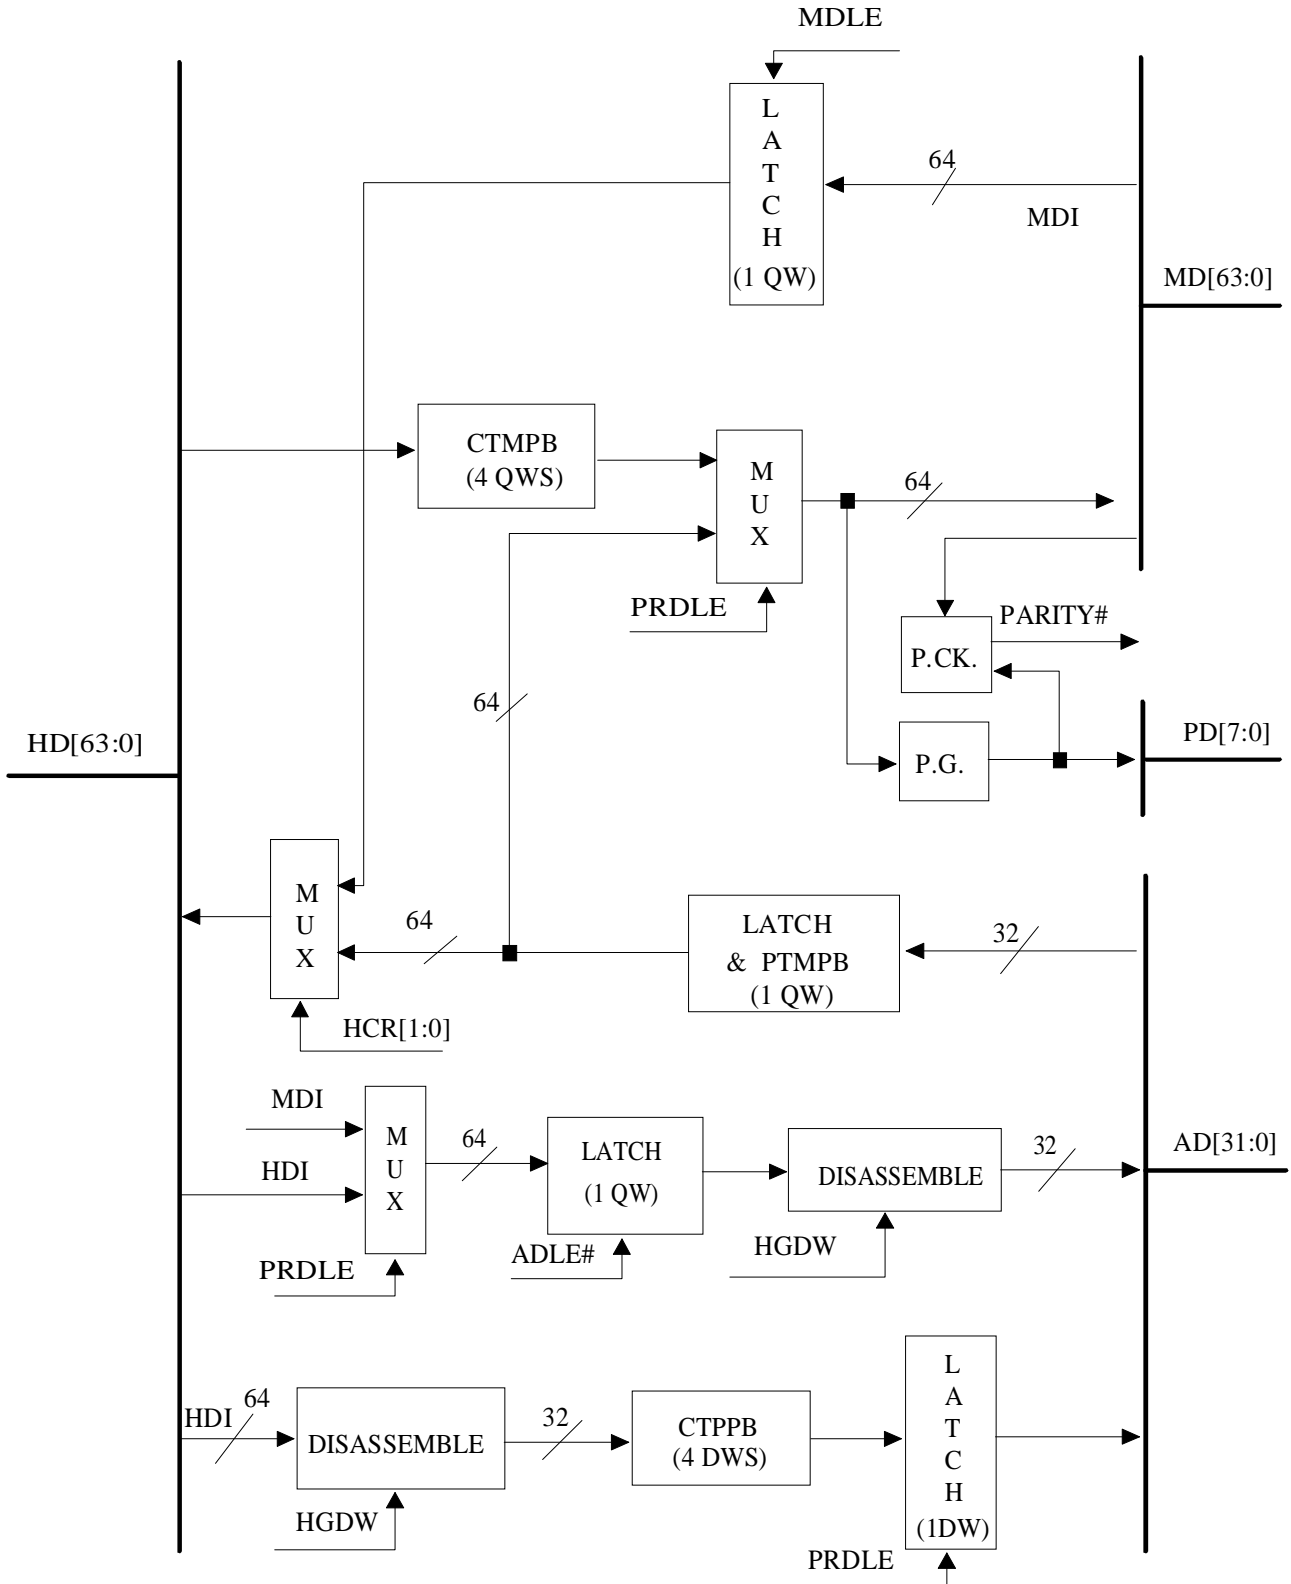 MDLE
L
A
T
C
H
(1 QW)
64
MDI
MD[63:0]
CTMPB
(4 QWS)
M
U
X
64
PRDLE
PARITY#
P.CK.
64
HD[63:0]
P.G.
PD[7:0]
M
U
X
64
LATCH
& PTMPB
(1 QW)
32
HCR[1:0]
MDI
HDI
M
U
X
64
LATCH
(1 QW)
DISASSEMBLE
32
AD[31:0]
PRDLE
ADLE#
HGDW
HDI
64
DISASSEMBLE
32
CTPPB
(4 DWS)
L
A
T
C
H
(1DW)
HGDW
PRDLE